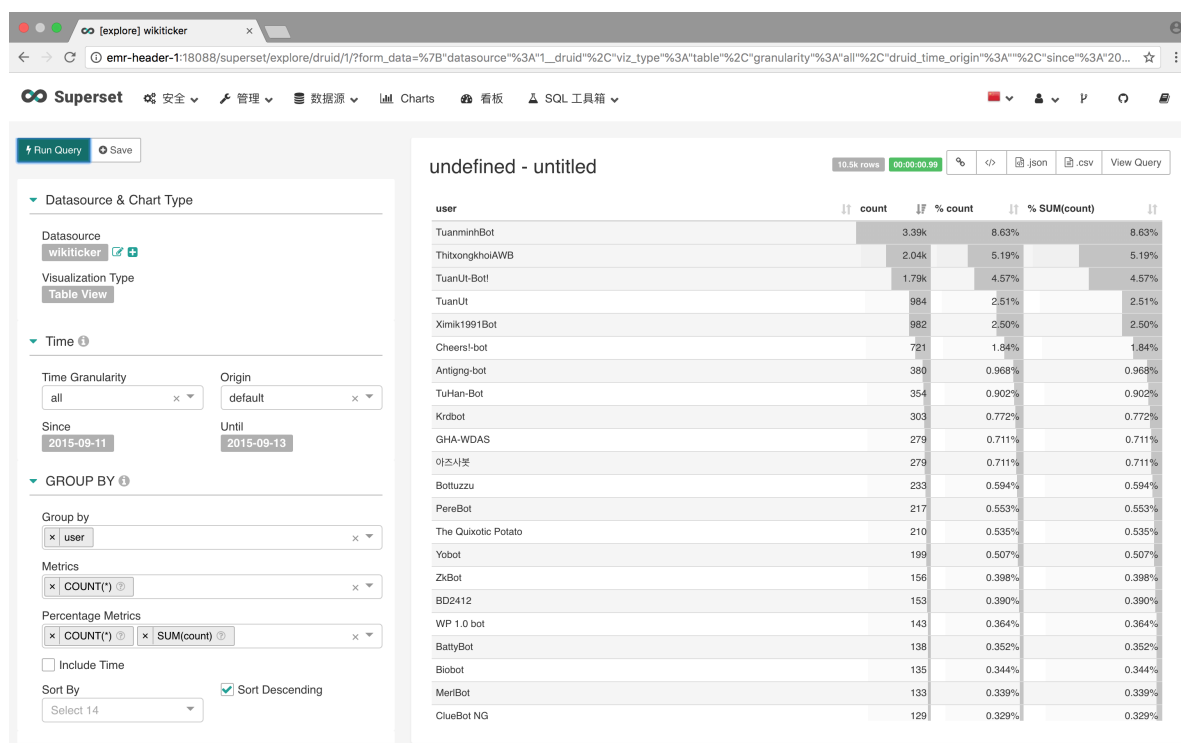 [explore] wikiticker
emr-header-1:18088/superset/explore/druid/1/?form_data=%7B"datasource"%3A"1__druid"%2C"viz_type"%3A"table"%2C"granularity"%3A"all"%2C"druid_time_origin"%3A""%2C"since"%3A"20...
Superset 安全 管理 数据源 Charts 看板 SQL 工具箱
Run Query Save
Datasource & Chart Type
Datasource
wikiticker
Visualization Type
Table View
Time
Time Granularity Origin
all default
Since Until
2015-09-11 2015-09-13
GROUP BY
Group by
× user
Metrics
× COUNT(*)
Percentage Metrics
× COUNT(*) × SUM(count)
Include Time
Sort By Sort Descending
Select 14
undefined - untitled 10.5k rows 00:00:00.99 </> .json .csv View Query
user count % count % SUM(count)
TuanminhBot 3.39k 8.63% 8.63%
ThitxongkhoiAWB 2.04k 5.19% 5.19%
TuanUt-Bot! 1.79k 4.57% 4.57%
TuanUt 984 2.51% 2.51%
Ximik1991Bot 982 2.50% 2.50%
Cheers!-bot 721 1.84% 1.84%
Antigng-bot 380 0.968% 0.968%
TuHan-Bot 354 0.902% 0.902%
Krdbot 303 0.772% 0.772%
GHA-WDAS 279 0.711% 0.711%
아즈사봇 279 0.711% 0.711%
Bottuzzu 233 0.594% 0.594%
PereBot 217 0.553% 0.553%
The Quixotic Potato 210 0.535% 0.535%
Yobot 199 0.507% 0.507%
ZkBot 156 0.398% 0.398%
BD2412 153 0.390% 0.390%
WP 1.0 bot 143 0.364% 0.364%
BattyBot 138 0.352% 0.352%
Biobot 135 0.344% 0.344%
MerlBot 133 0.339% 0.339%
ClueBot NG 129 0.329% 0.329%